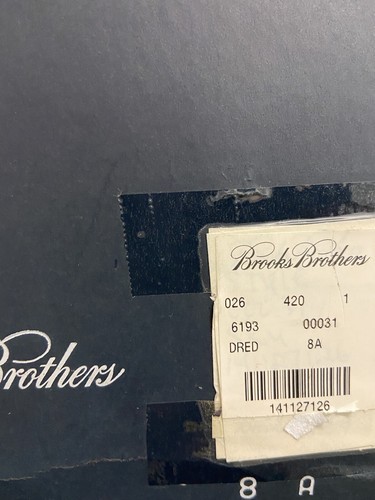 Brooks Brothers
026 420 1
6193 00031
DRED 8A
141127126
Brothers
8 A